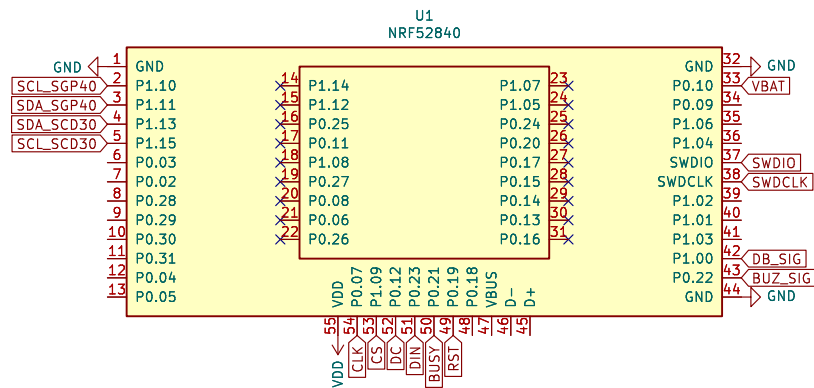 U1
NRF52840
GND 1 GND GND 32 GND
SCL_SGP40 2 P1.10 14 P1.14 P1.07 23 P0.10 33 VBAT
SDA_SGP40 3 P1.11 15 P1.12 P1.05 24 P0.09 34
SDA_SCD30 4 P1.13 16 P0.25 P0.24 25 P1.06 35
SCL_SCD30 5 P1.15 17 P0.11 P0.20 26 P1.04 36
6 P0.03 18 P1.08 P0.17 27 SWDIO 37 SWDIO
7 P0.02 19 P0.27 P0.15 28 SWDCLK 38 SWDCLK
8 P0.28 20 P0.08 P0.14 29 P1.02 39
9 P0.29 21 P0.06 P0.13 30 P1.01 40
10 P0.30 22 P0.26 P0.16 31 P1.03 41
11 P0.31 P1.00 42 DB_SIG
12 P0.04 P0.22 43 BUZ_SIG
13 P0.05 GND 44 GND
VDD P0.07 P1.09 P0.12 P0.23 P0.21 P0.19 P0.18 VBUS D- D+
55 54 53 52 51 50 49 48 47 46 45
VDD CLK CS DC DIN BUSY RST